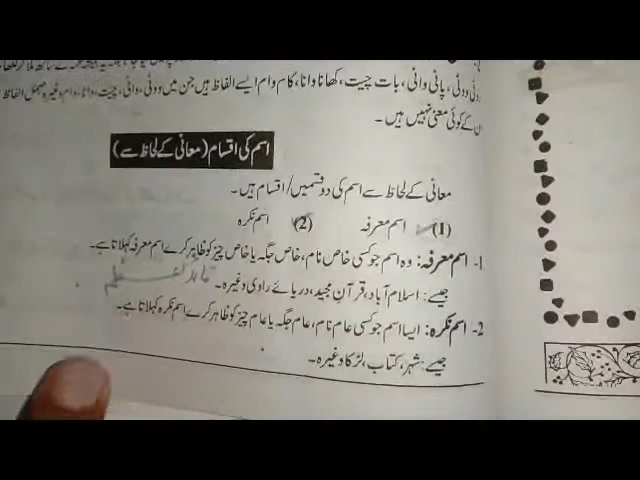 روٹی ووٹی، پانی وانی، بات چیت، کھانا وانا، کام وام ایسے الفاظ ہیں جن میں ووٹی، وانی، چیت، وانا، وام وغیرہ مہمل الفاظ
ان کے کوئی معنی نہیں ہیں۔
اسم کی اقسام (معانی کے لحاظ سے)
معانی کے لحاظ سے اسم کی دو قسمیں/اقسام ہیں۔
(1) اسم معرفہ (2) اسم نکرہ
1- اسم معرفہ: وہ اسم جو کسی خاص نام، خاص جگہ یا خاص چیز کو ظاہر کرے اسم معرفہ کہلاتا ہے۔
جیسے: اسلام آباد، قرآنِ مجید، دریائے راوی وغیرہ۔
2- اسم نکرہ: ایسا اسم جو کسی عام نام، عام جگہ یا عام چیز کو ظاہر کرے اسم نکرہ کہلاتا ہے۔
جیسے: شہر، کتاب، لڑکا وغیرہ۔